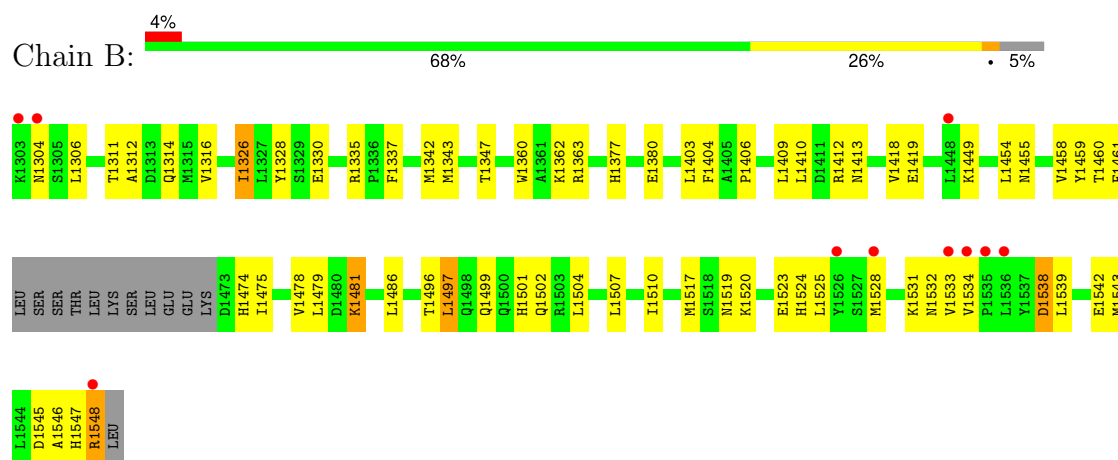 4%
Chain B:
68% 26% • 5%
K1303 N1304 S1305 L1306 T1311 A1312 D1313 Q1314 M1315 V1316 I1326 L1327 Y1328 S1329 E1330 R1335 P1336 F1337 M1342 M1343 T1347 W1360 A1361 K1362 R1363 H1377 E1380 L1403 F1404 A1405 P1406 L1409 L1410 D1411 R1412 N1413 V1418 E1419 L1448 K1449 L1454 N1455 V1458 Y1459 T1460
LEU SER SER THR LEU LYS SER LEU GLU GLU LYS D1473 H1474 I1475 V1478 L1479 D1480 K1481 L1486 T1496 L1497 Q1498 Q1499 Q1500 H1501 Q1502 R1503 L1504 L1507 I1510 M1517 S1518 N1519 K1520 E1523 H1524 L1525 Y1526 S1527 M1528 K1531 N1532 V1533 V1534 P1535 L1536 Y1537 D1538 L1539 E1542 M1543
L1544 D1545 A1546 H1547 R1548 LEU